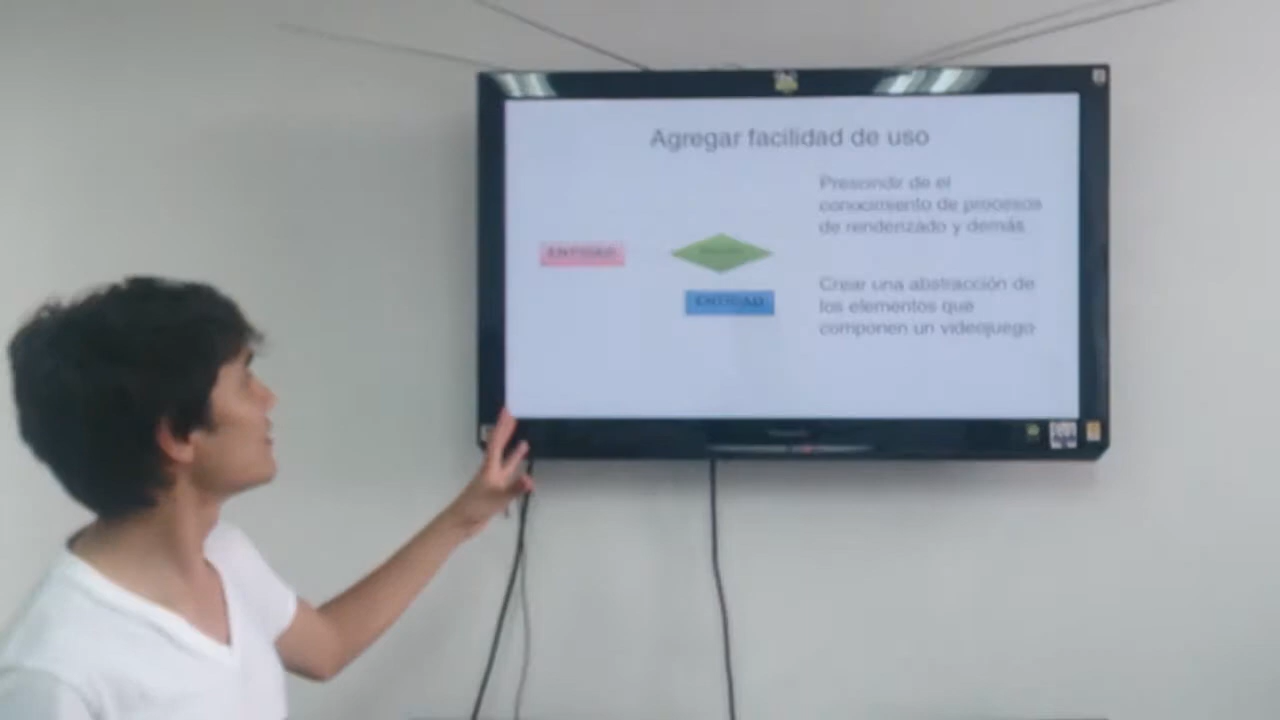 Agregar facilidad de uso
Presondir de el
conocimiento de procesos
de renderizado y demás
ENTIDAD
ENTIDAD
Crear una abstracción de
los elementos que
componen un videojuego